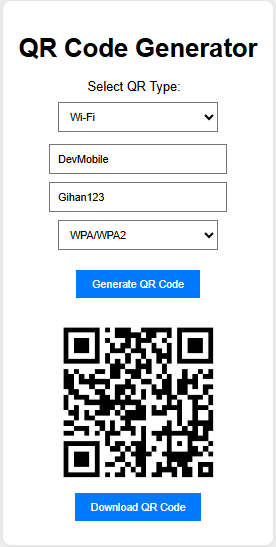 QR Code Generator
Select QR Type:
Wi-Fi
DevMobile
Gihan123
WPA/WPA2
Generate QR Code
Download QR Code